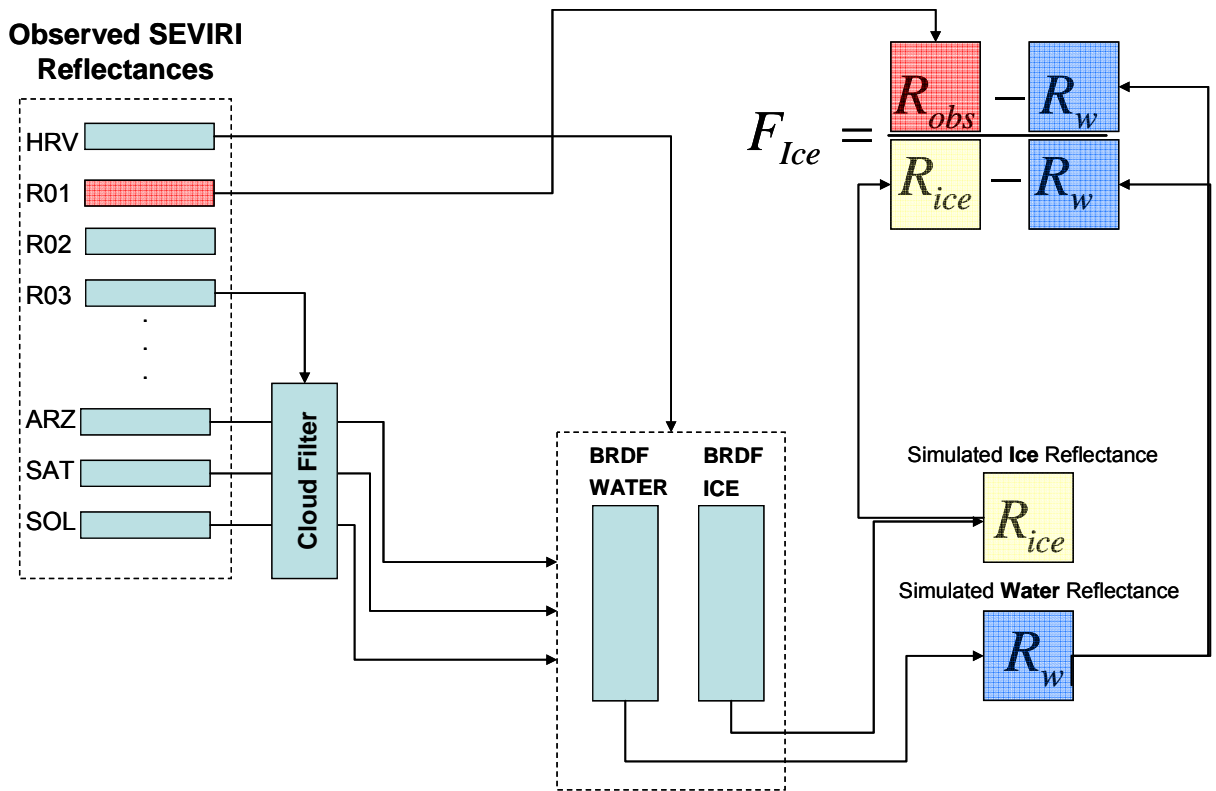 Observed SEVIRI
Reflectances
HRV
R01
R02
R03
.
.
.
ARZ
SAT
SOL
Cloud Filter
BRDF
WATER
BRDF
ICE
F_Ice = (R_obs − R_w) / (R_ice − R_w)
Simulated Ice Reflectance
R_ice
Simulated Water Reflectance
R_w